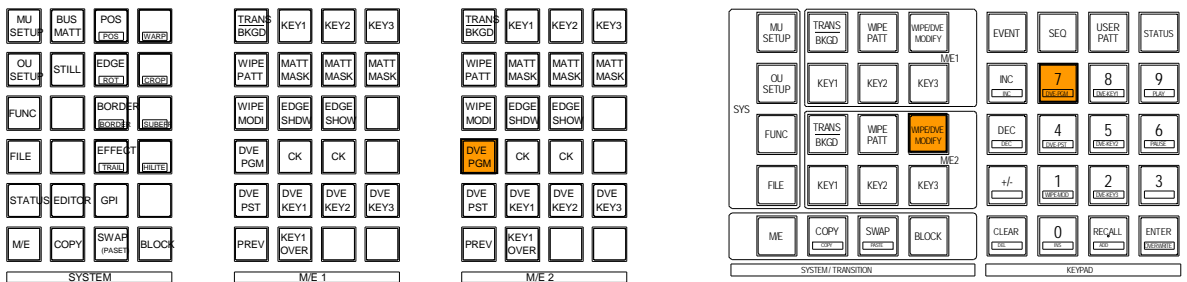 MU
SETUP
BUS
MATT
POS
POS
WARP
OU
SETUP
STILL
EDGE
ROT
CROP
FUNC
BORDER
BORDER
SUBEFF
FILE
EFFECT
TRAIL
HILITE
STATUS
EDITOR
GPI
M/E
COPY
SWAP
(PASET)
BLOCK
SYSTEM
TRANS
BKGD
KEY1
KEY2
KEY3
WIPE
PATT
MATT
MASK
MATT
MASK
MATT
MASK
WIPE
MODI
EDGE
SHDW
EDGE
SHOW
DVE
PGM
CK
CK
DVE
PST
DVE
KEY1
DVE
KEY2
DVE
KEY3
PREV
KEY1
OVER
M/E 1
TRANS
BKGD
KEY1
KEY2
KEY3
WIPE
PATT
MATT
MASK
MATT
MASK
MATT
MASK
WIPE
MODI
EDGE
SHDW
EDGE
SHOW
DVE
PGM
CK
CK
DVE
PST
DVE
KEY1
DVE
KEY2
DVE
KEY3
PREV
KEY1
OVER
M/E 2
SYS
MU
SETUP
OU
SETUP
FUNC
FILE
TRANS
BKGD
WIPE
PATT
WIPE/DVE
MODIFY
M/E1
KEY1
KEY2
KEY3
TRANS
BKGD
WIPE
PATT
WIPE/DVE
MODIFY
M/E2
KEY1
KEY2
KEY3
M/E
COPY
COPY
SWAP
PASTE
BLOCK
SYSTEM / TRANSITION
EVENT
SEQ
USER
PATT
STATUS
INC
INC
7
DVE-PGM
8
DVE-KEY1
9
PLAY
DEC
DEC
4
DVE-PST
5
DVE-KEY2
6
PAUSE
+/-
1
WIPE-MOD
2
DVE-KEY3
3
CLEAR
DEL
0
INS
RECALL
ADD
ENTER
OVERWRITE
KEYPAD